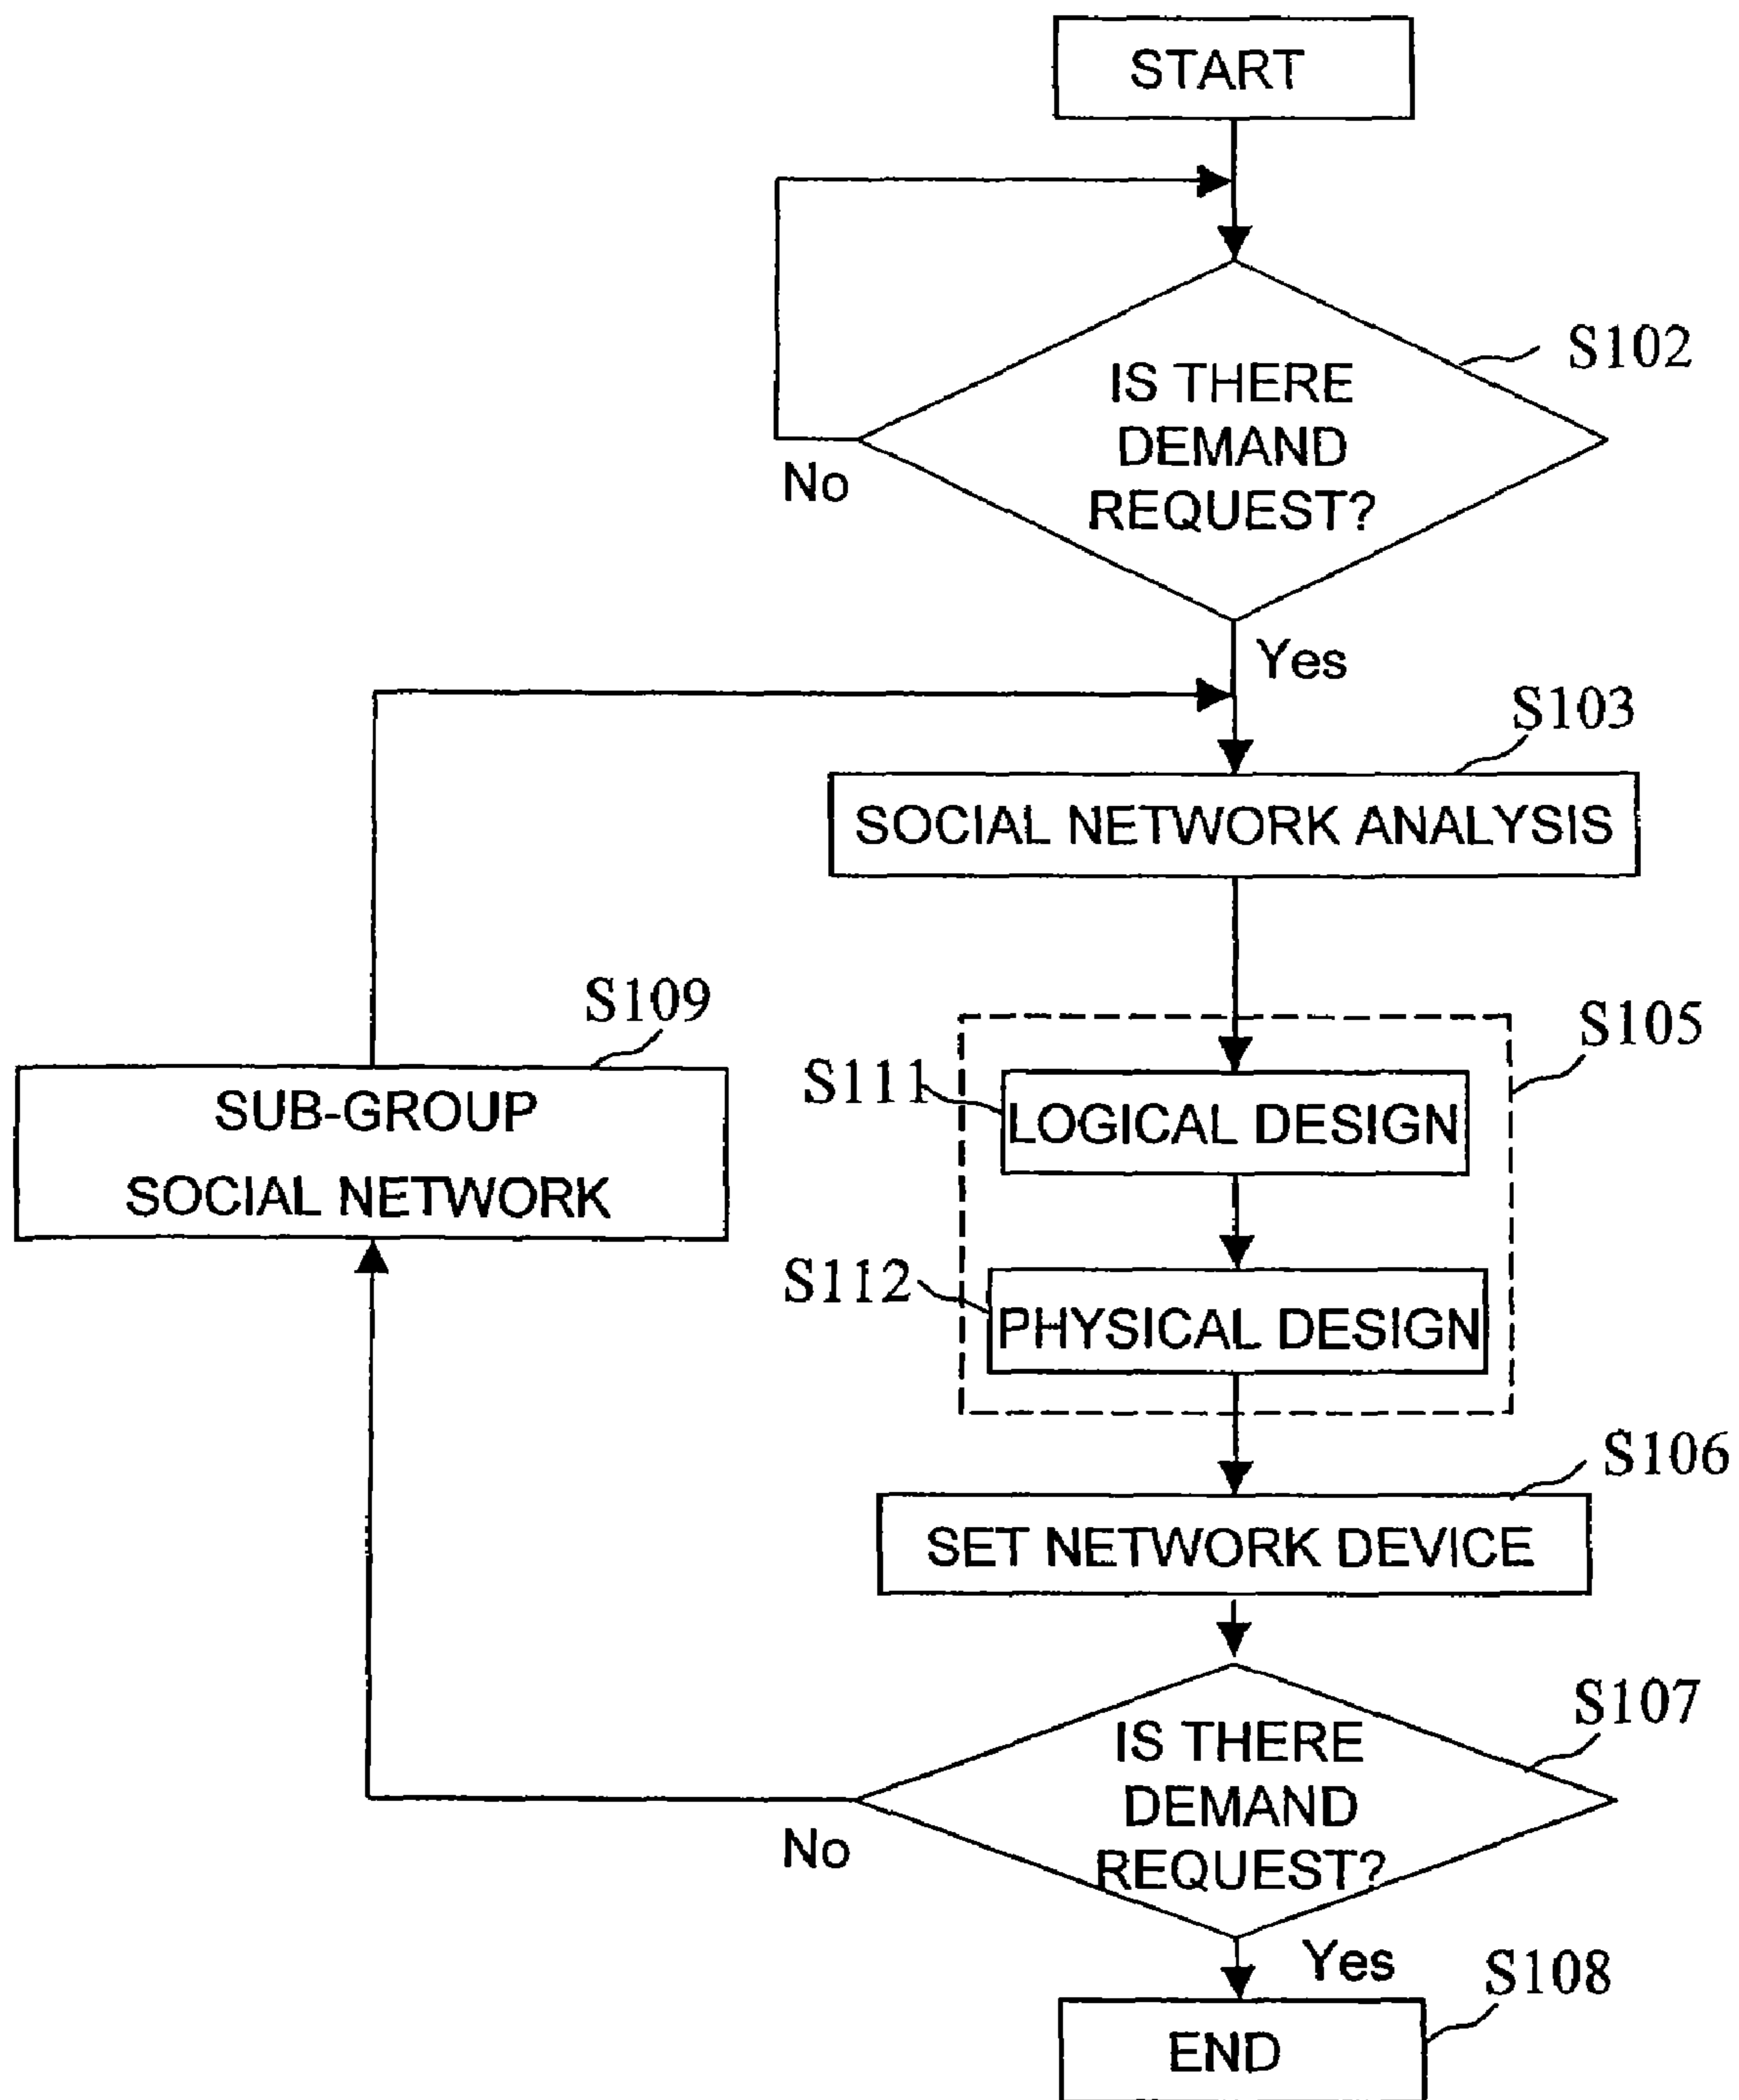 START
S102
IS THERE
DEMAND
REQUEST?
No
Yes
S103
SOCIAL NETWORK ANALYSIS
S109
SUB-GROUP
SOCIAL NETWORK
S105
S111
LOGICAL DESIGN
S112
PHYSICAL DESIGN
S106
SET NETWORK DEVICE
S107
IS THERE
DEMAND
REQUEST?
No
Yes
S108
END